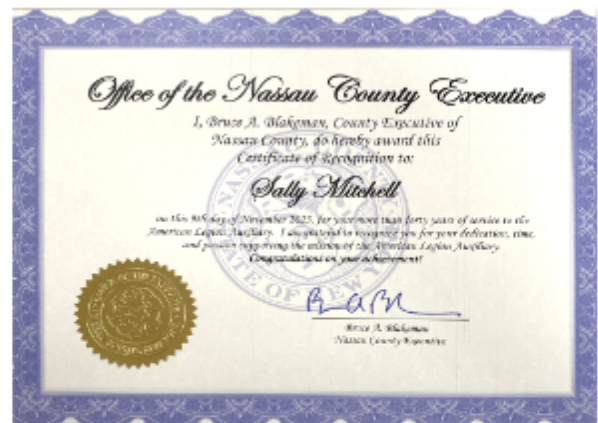 Office of the Nassau County Executive
I, Bruce A. Blakeman, County Executive of
Nassau County, do hereby award this
Certificate of Recognition to:
Sally Mitchell
on this 8th day of November 2025, for your more than forty years of service to the
American Legion Auxiliary. I am grateful to recognize you for your dedication, time,
and passion supporting the mission of the American Legion Auxiliary.
Congratulations on your achievement!
Bruce A. Blakeman
Nassau County Executive